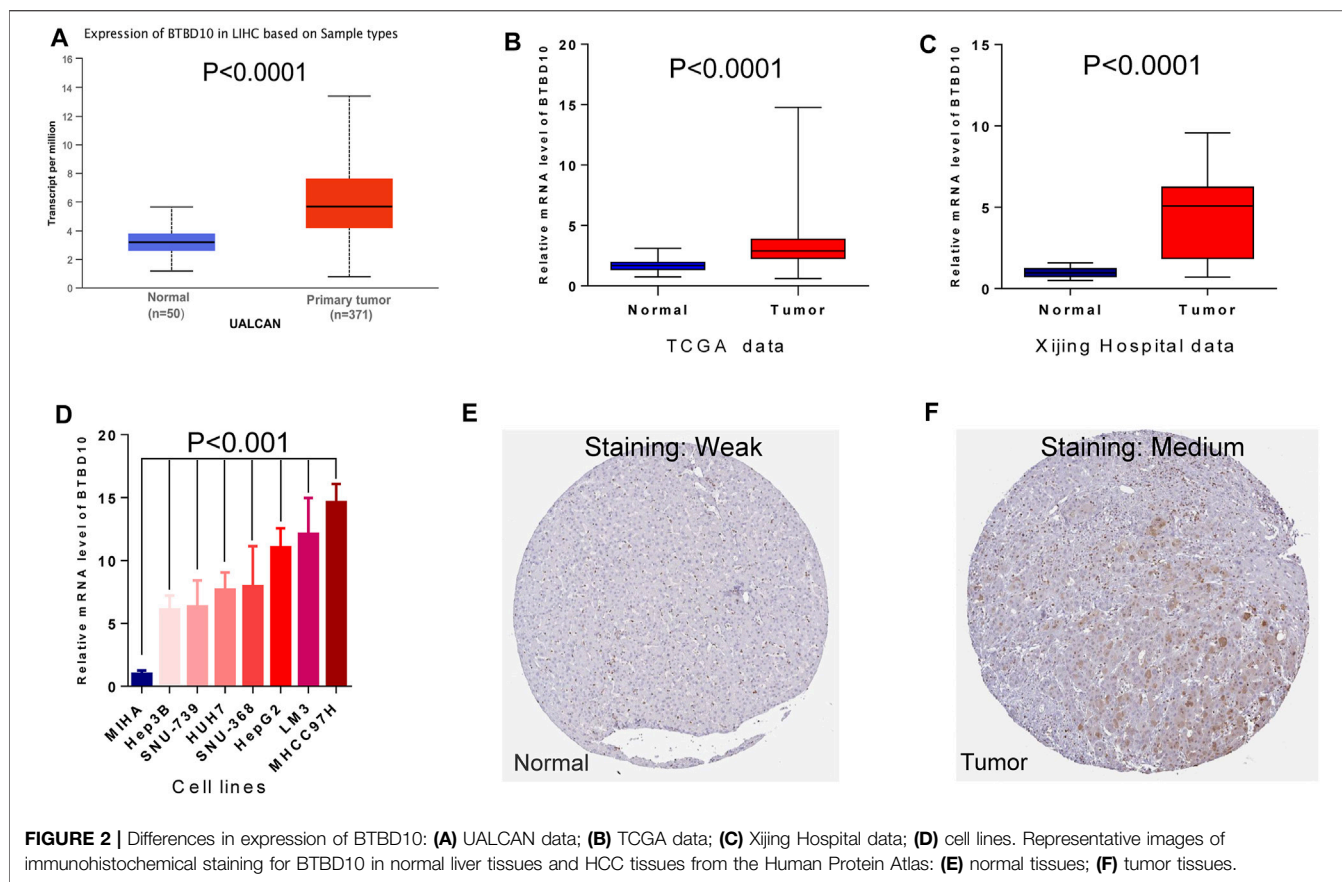 A
Expression of BTBD10 in LIHC based on Sample types
P<0.0001
Transcript per million
16
14
12
10
8
6
4
2
0
Normal
(n=50)
Primary tumor
(n=371)
UALCAN
B
P<0.0001
Relative mRNA level of BTBD10
20
15
10
5
0
Normal Tumor
TCGA data
C
P<0.0001
Relative mRNA level of BTBD10
15
10
5
0
Normal Tumor
Xijing Hospital data
D
P<0.001
Relative mRNA level of BTBD10
20
15
10
5
0
MIHA
Hep3B
SNU-739
HUH7
SNU-368
HepG2
LM3
MHCC97H
Cell lines
E
Staining: Weak
Normal
F
Staining: Medium
Tumor
FIGURE 2 | Differences in expression of BTBD10: (A) UALCAN data; (B) TCGA data; (C) Xijing Hospital data; (D) cell lines. Representative images of
immunohistochemical staining for BTBD10 in normal liver tissues and HCC tissues from the Human Protein Atlas: (E) normal tissues; (F) tumor tissues.